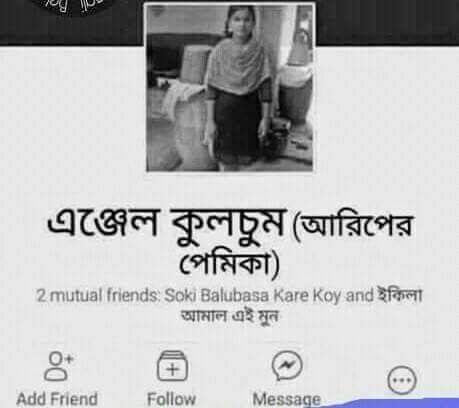 এঞ্জেল কুলচুম (আরিপের
পেমিকা)
2 mutual friends: Soki Balubasa Kare Koy and ইকিলা
আমাল এই মুন
Add Friend
Follow
Message